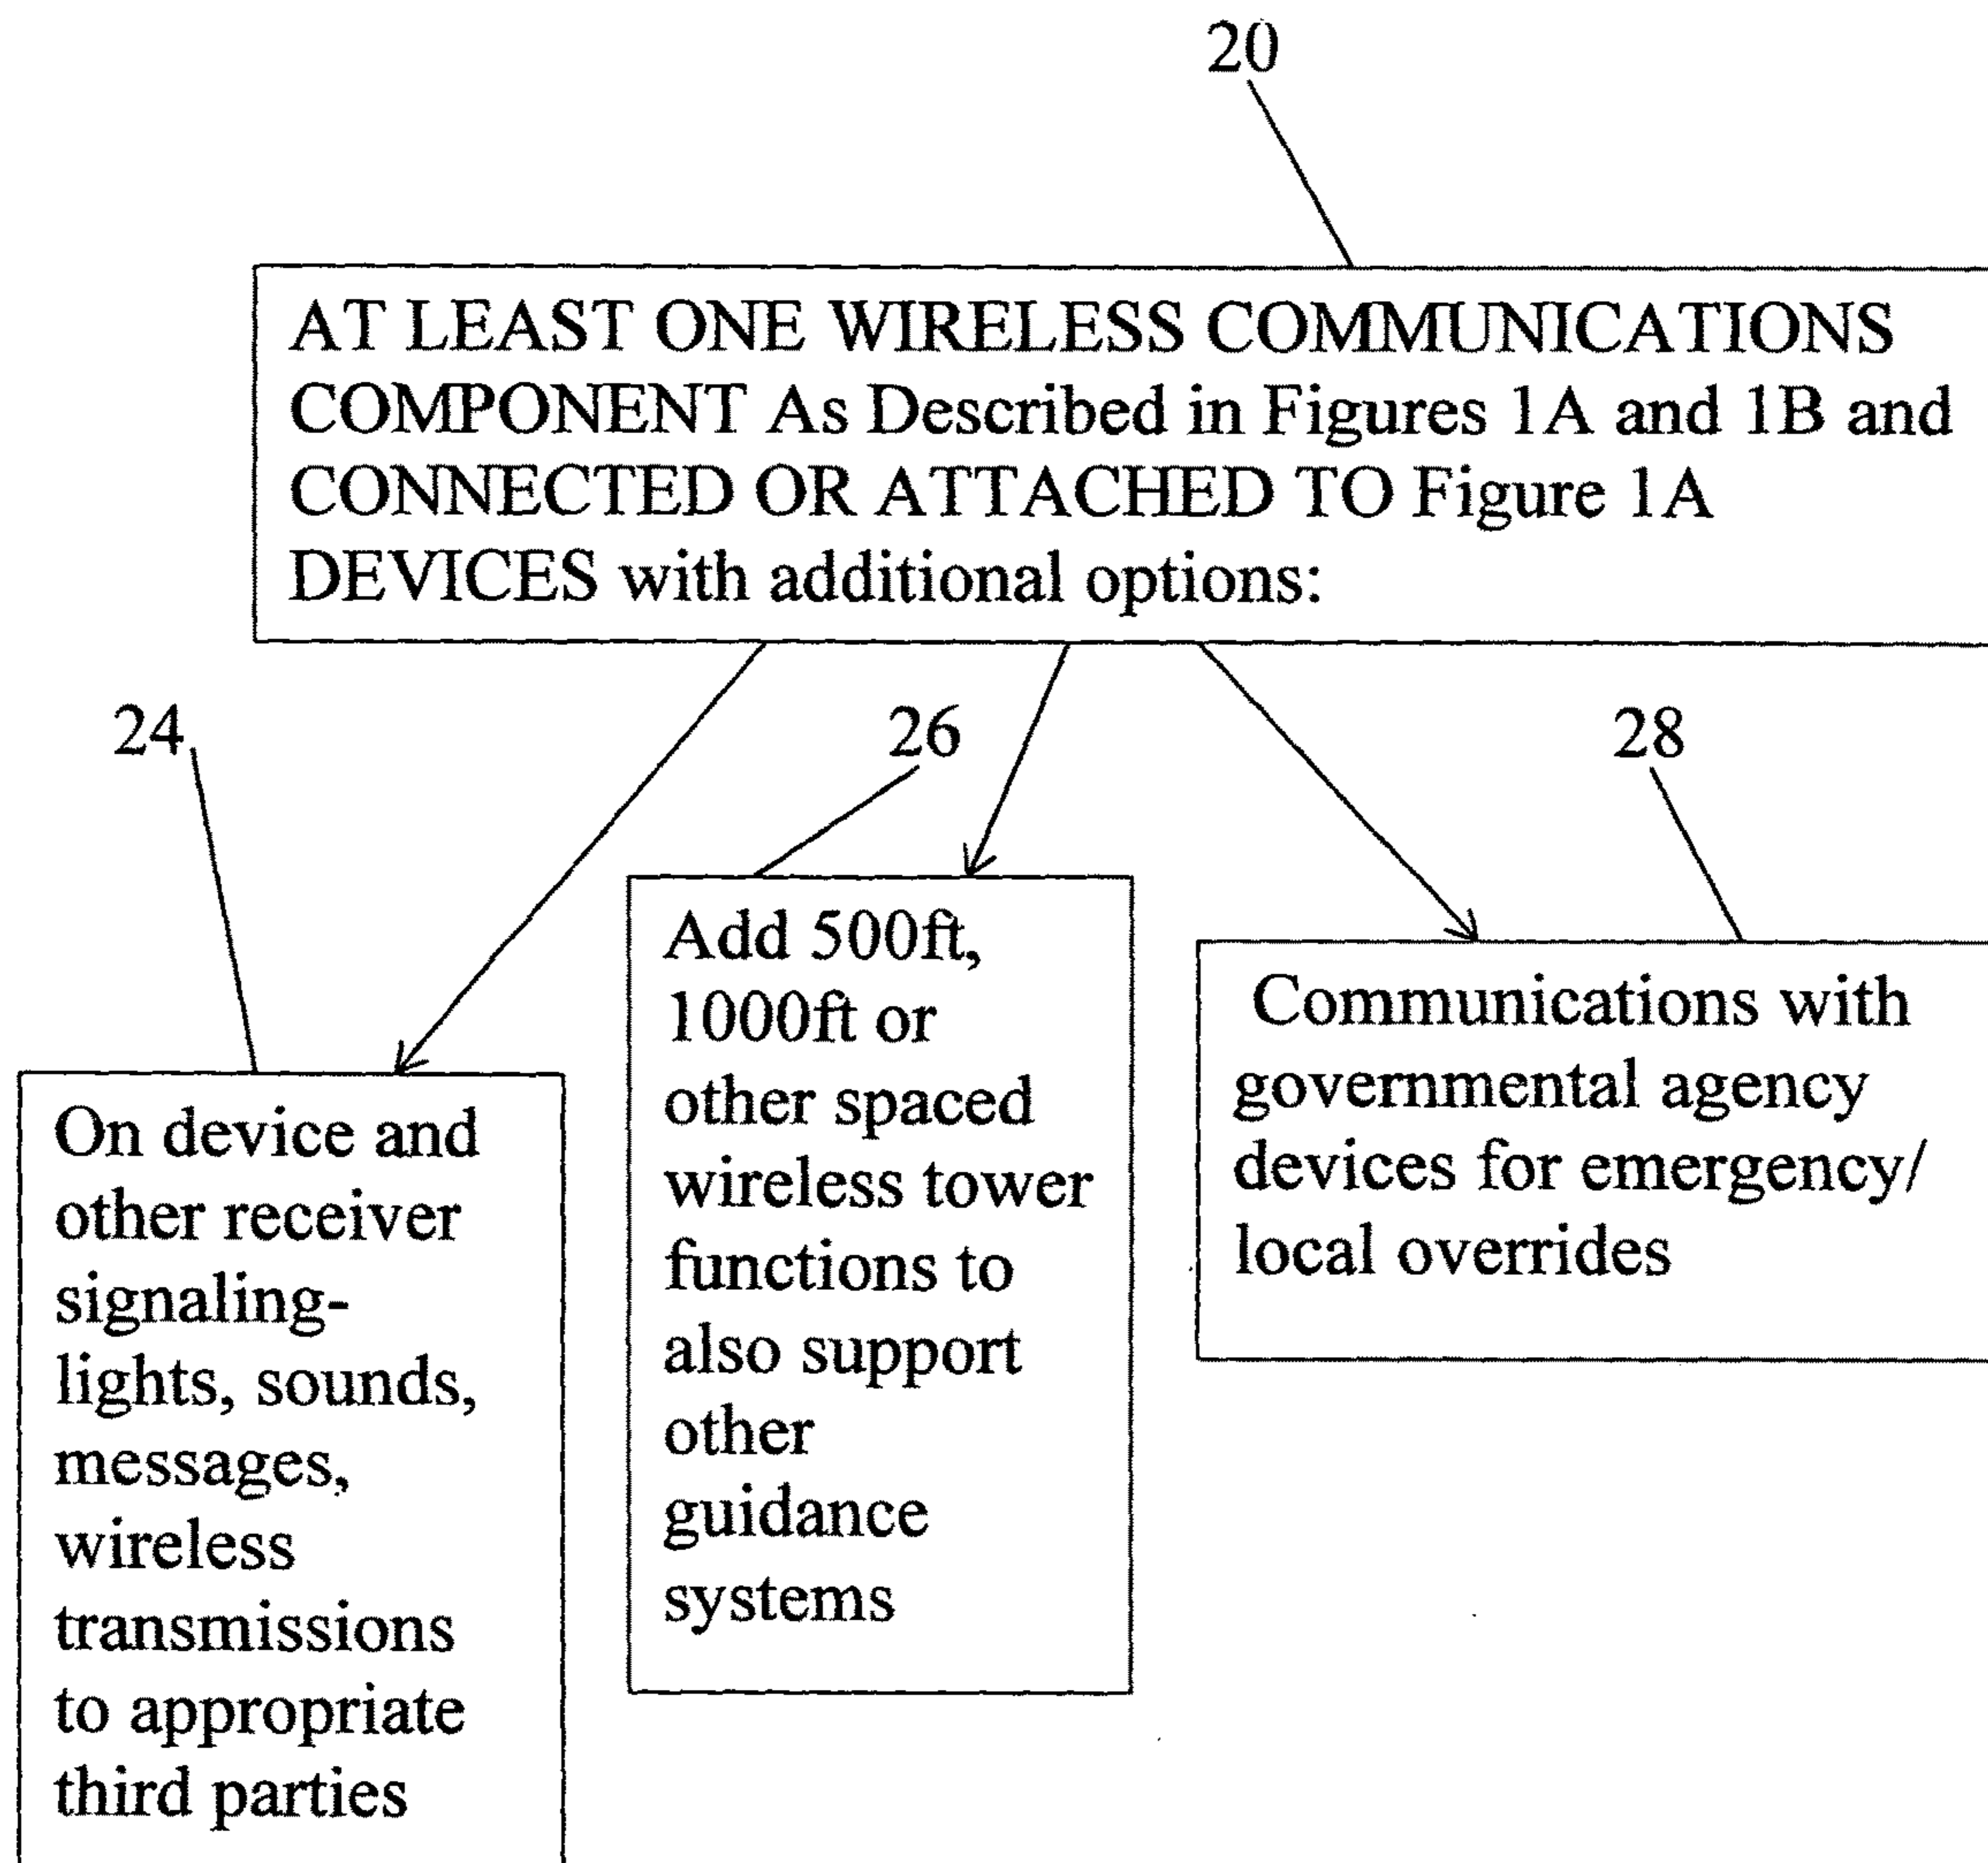 20
AT LEAST ONE WIRELESS COMMUNICATIONS
COMPONENT As Described in Figures 1A and 1B and
CONNECTED OR ATTACHED TO Figure 1A
DEVICES with additional options:
24
26
28
On device and
other receiver
signaling-
lights, sounds,
messages,
wireless
transmissions
to appropriate
third parties
Add 500ft,
1000ft or
other spaced
wireless tower
functions to
also support
other
guidance
systems
Communications with
governmental agency
devices for emergency/
local overrides